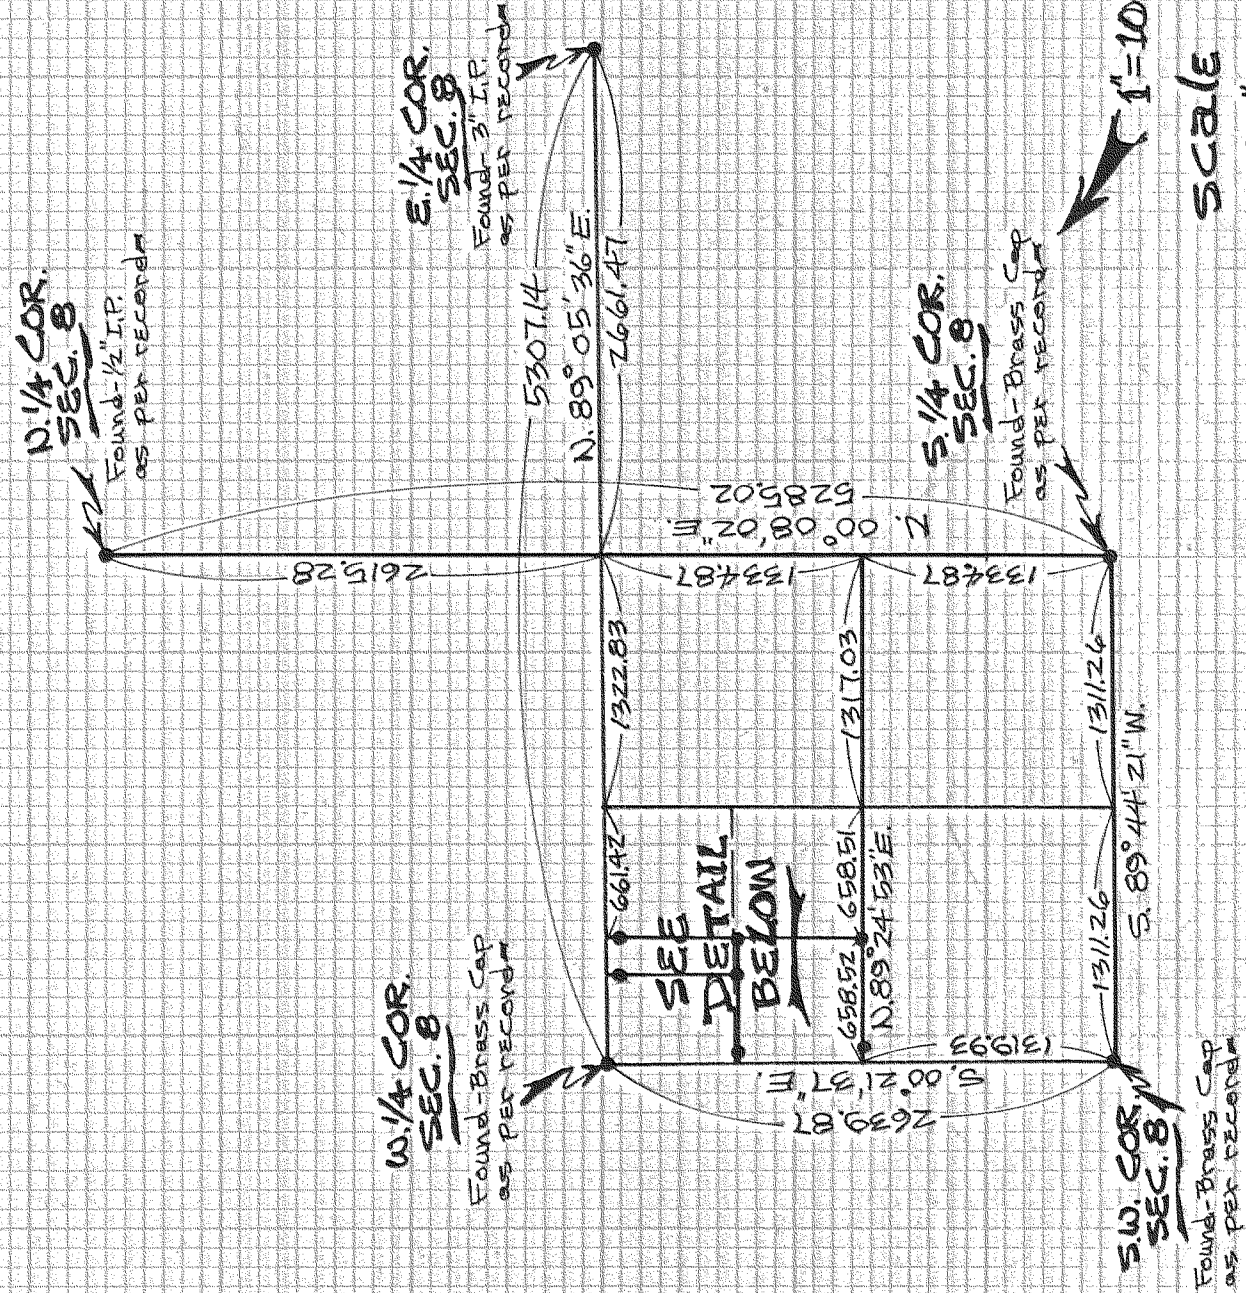 N. 1/4 COR.
SEC. 8
Found-1/2" I.P.
as per record
E. 1/4 COR.
SEC. 8
Found-3" I.P.
as per record
5307.14
N. 89° 05' 36" E.
2661.47
1"=10
Scale
S. 1/4 COR.
SEC. 8
Found-Brass Cap
as per record
N. 00° 08' 02" E.
5285.02
2615.28
1334.87
1334.87
1322.83
1317.03
1311.26
661.42
SEE
DETAIL
BELOW
658.52
658.51
N. 89° 24' 53" E.
1319.93
S. 00° 21' 37" E.
2639.87
1311.26
S. 89° 44' 21" W.
W. 1/4 COR.
SEC. 8
Found-Brass Cap
as per record
S.W. COR.
SEC. 8
Found-Brass Cap
as per record